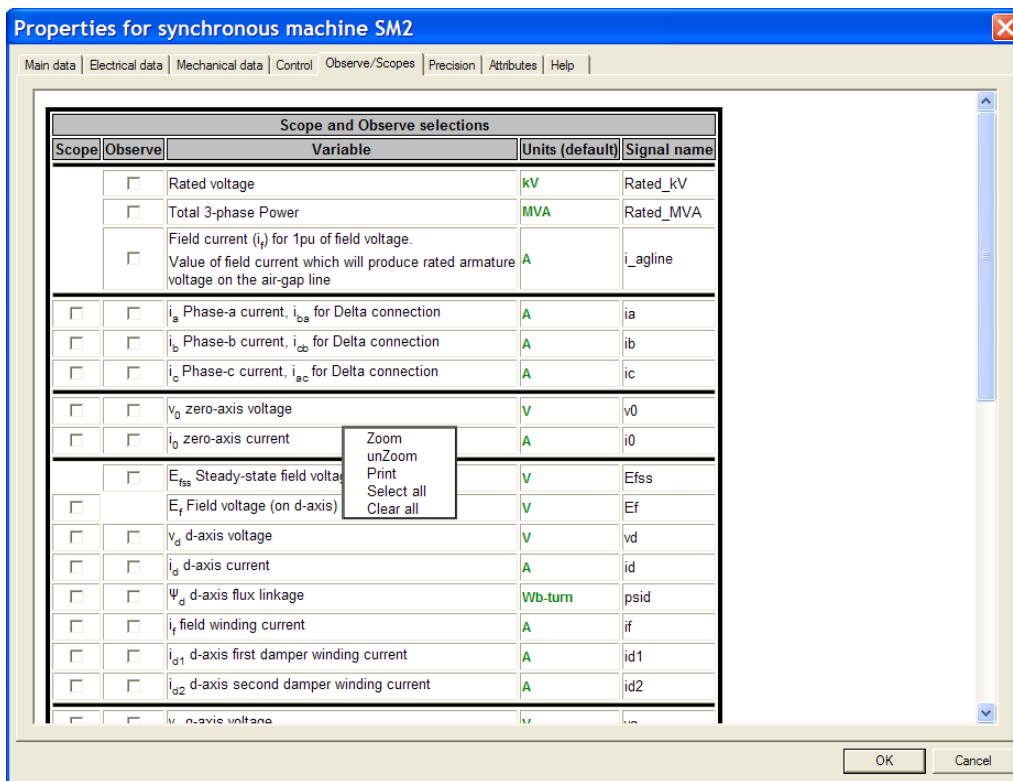 Properties for synchronous machine SM2
Main data Electrical data Mechanical data Control Observe/Scopes Precision Attributes Help
Scope and Observe selections
Scope Observe Variable Units (default) Signal name
Rated voltage kV Rated_kV
Total 3-phase Power MVA Rated_MVA
Field current (if) for 1pu of field voltage.
Value of field current which will produce rated armature A i_agline
voltage on the air-gap line
ia Phase-a current, iba for Delta connection A ia
ib Phase-b current, icb for Delta connection A ib
ic Phase-c current, iac for Delta connection A ic
v0 zero-axis voltage V v0
i0 zero-axis current A i0
Zoom
unZoom
Print
Select all
Clear all
Efss Steady-state field V Efss
Ef Field voltage (on d-axis) V Ef
vd d-axis voltage V vd
id d-axis current A id
Ψd d-axis flux linkage Wb-turn psid
if field winding current A if
id1 d-axis first damper winding current A id1
id2 d-axis second damper winding current A id2
OK Cancel